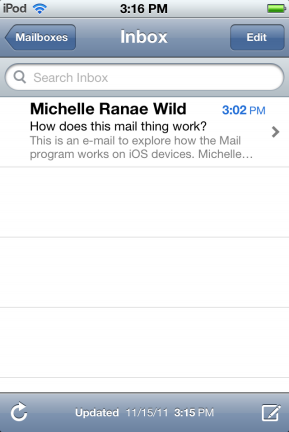 iPod 3:16 PM
Mailboxes Inbox Edit
Search Inbox
Michelle Ranae Wild 3:02 PM
How does this mail thing work?
This is an e-mail to explore how the Mail
program works on iOS devices. Michelle...
Updated 11/15/11 3:15 PM